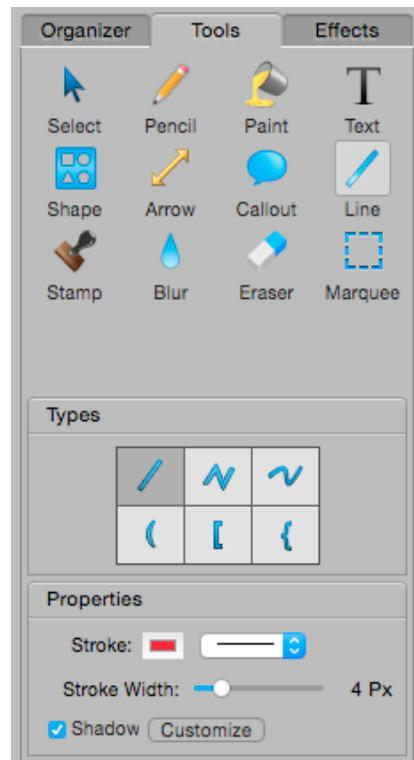 Organizer Tools Effects
Select Pencil Paint Text
Shape Arrow Callout Line
Stamp Blur Eraser Marquee
Types
Properties
Stroke:
Stroke Width: 4 Px
Shadow Customize